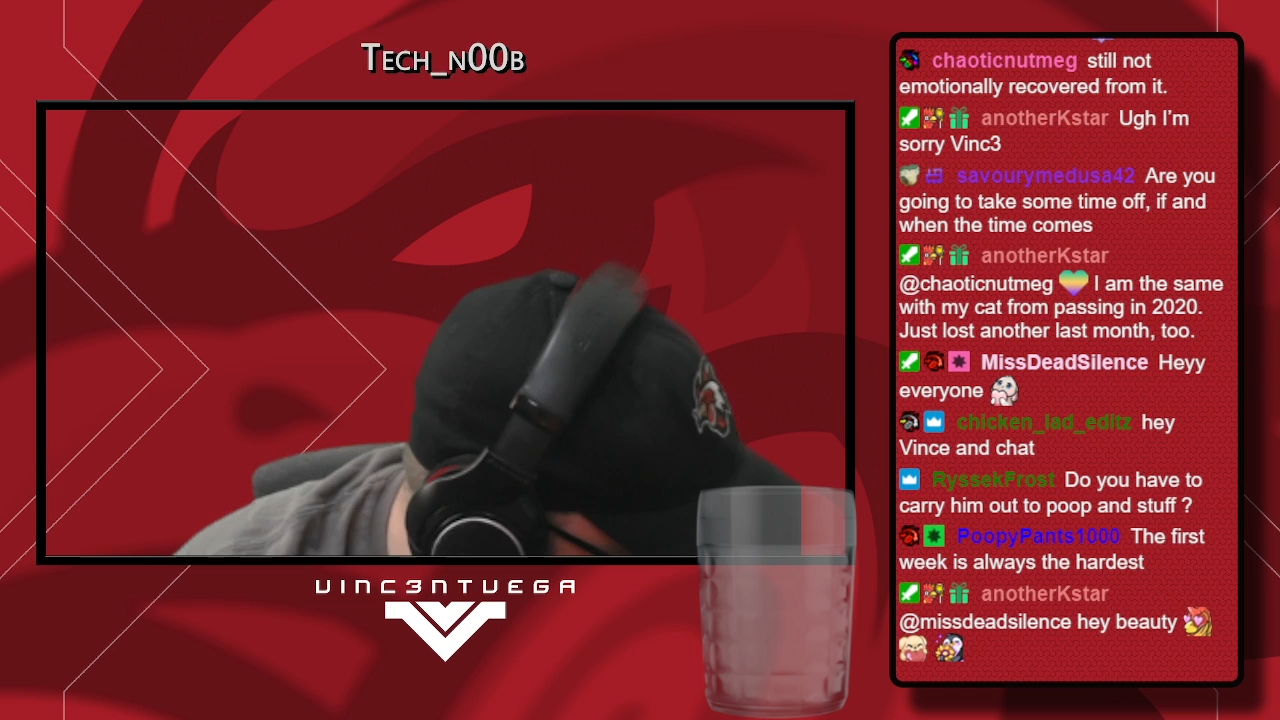 Tech_n00b
chaoticnutmeg still not
emotionally recovered from it.
anotherKstar Ugh I'm
sorry Vinc3
savourymedusa42 Are you
going to take some time off, if and
when the time comes
anotherKstar
@chaoticnutmeg I am the same
with my cat from passing in 2020.
Just lost another last month, too.
MissDeadSilence Heyy
everyone
chicken_lad_editz hey
Vince and chat
RyssekFrost Do you have to
carry him out to poop and stuff ?
PoopyPants1000 The first
week is always the hardest
anotherKstar
@missdeadsilence hey beauty
VINC3NTVEGA